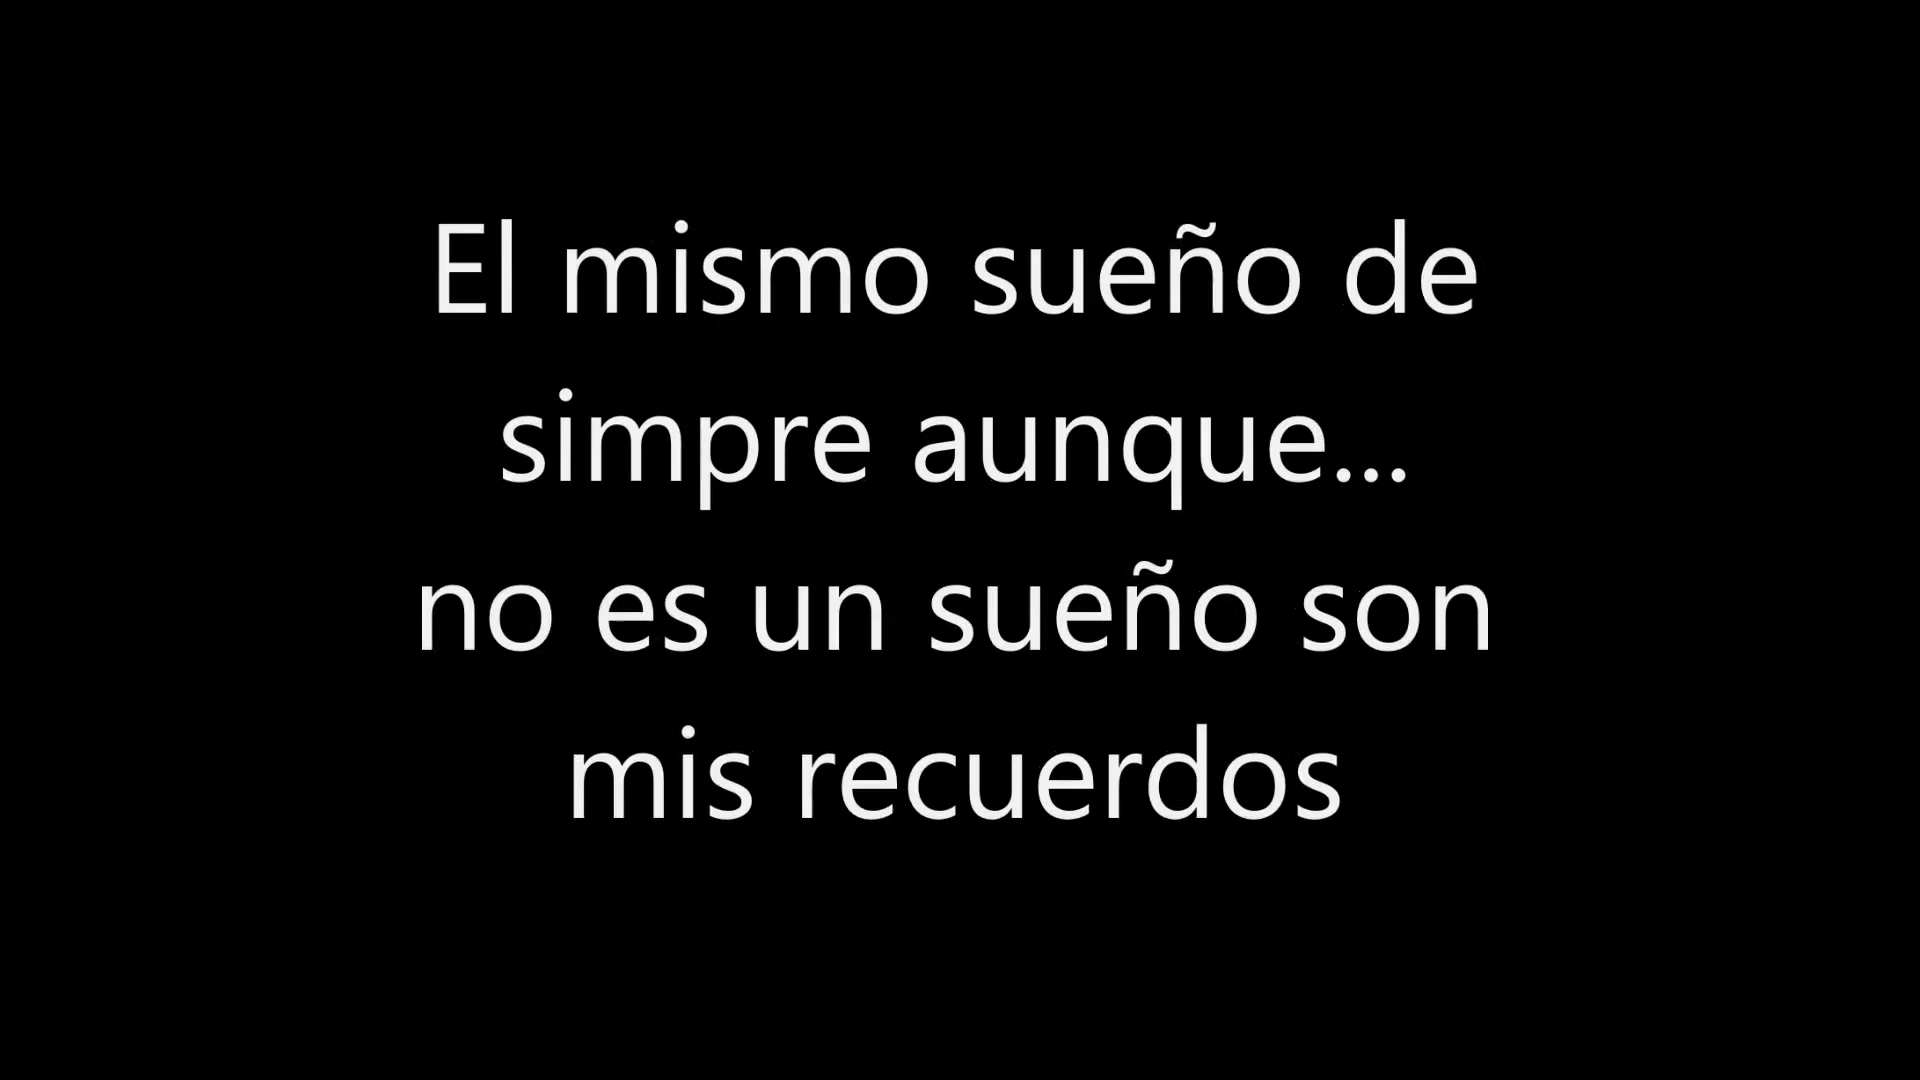 El mismo sueño de
simpre aunque...
no es un sueño son
mis recuerdos